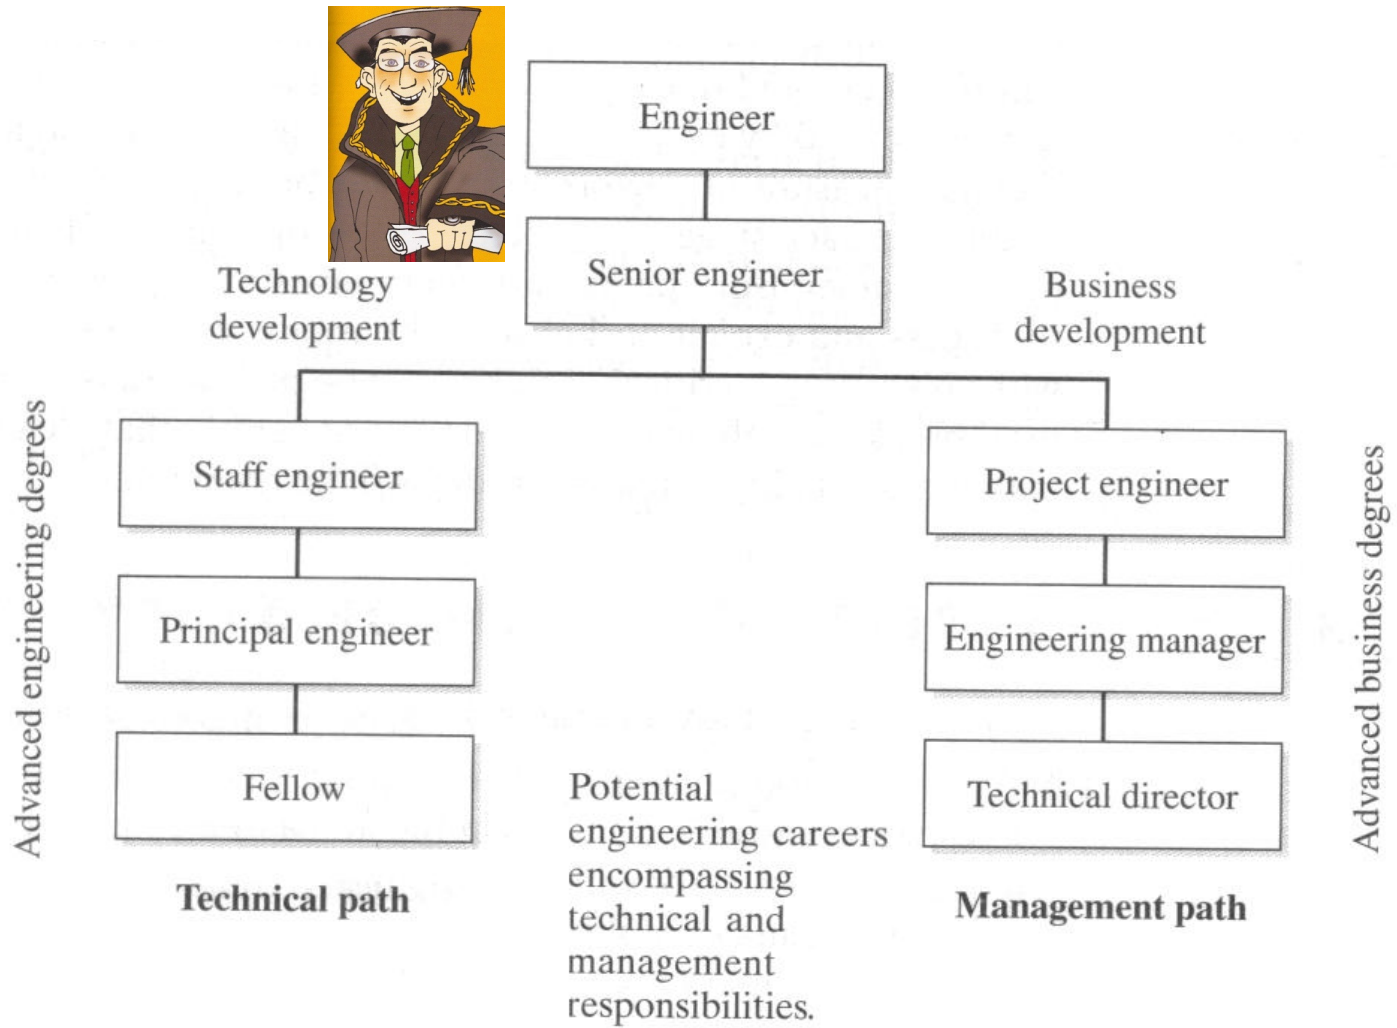 Engineer
Senior engineer
Technology
development
Business
development
Advanced engineering degrees
Staff engineer
Principal engineer
Fellow
Technical path
Project engineer
Engineering manager
Technical director
Management path
Advanced business degrees
Potential
engineering careers
encompassing
technical and
management
responsibilities.